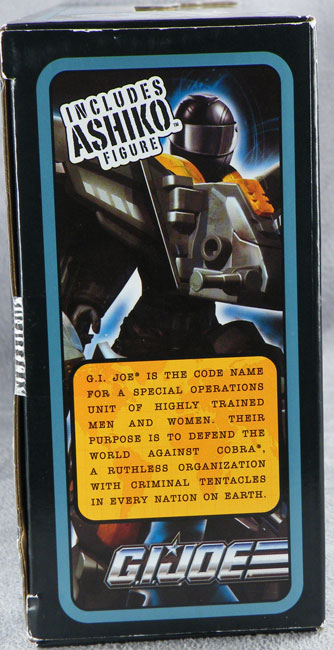 INCLUDES
ASHIKO™
FIGURE
G.I. JOE® IS THE CODE NAME
FOR A SPECIAL OPERATIONS
UNIT OF HIGHLY TRAINED
MEN AND WOMEN. THEIR
PURPOSE IS TO DEFEND THE
WORLD AGAINST COBRA®,
A RUTHLESS ORGANIZATION
WITH CRIMINAL TENTACLES
IN EVERY NATION ON EARTH.
G.I.JOE